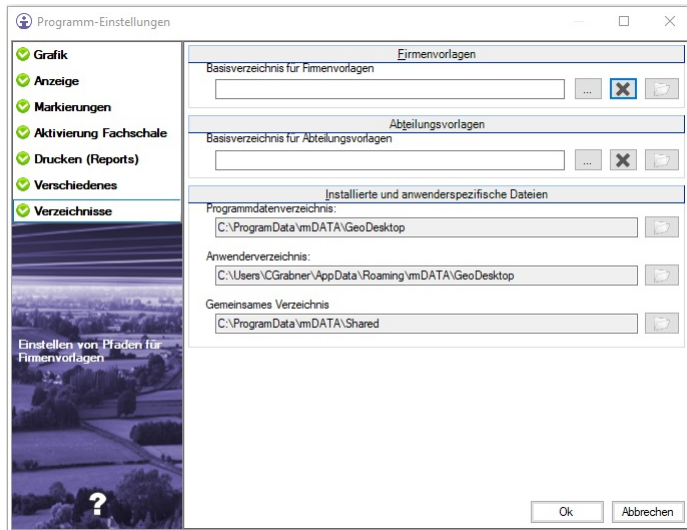 Programm-Einstellungen
Grafik
Anzeige
Markierungen
Aktivierung Fachschale
Drucken (Reports)
Verschiedenes
Verzeichnisse
Einstellen von Pfaden für
Firmenvorlagen
?
Firmenvorlagen
Basisverzeichnis für Firmenvorlagen
...
Abteilungsvorlagen
Basisverzeichnis für Abteilungsvorlagen
...
Installierte und anwenderspezifische Dateien
Programmdatenverzeichnis:
C:\ProgramData\rmDATA\GeoDesktop
Anwenderverzeichnis:
C:\Users\CGrabner\AppData\Roaming\rmDATA\GeoDesktop
Gemeinsames Verzeichnis
C:\ProgramData\rmDATA\Shared
Ok
Abbrechen